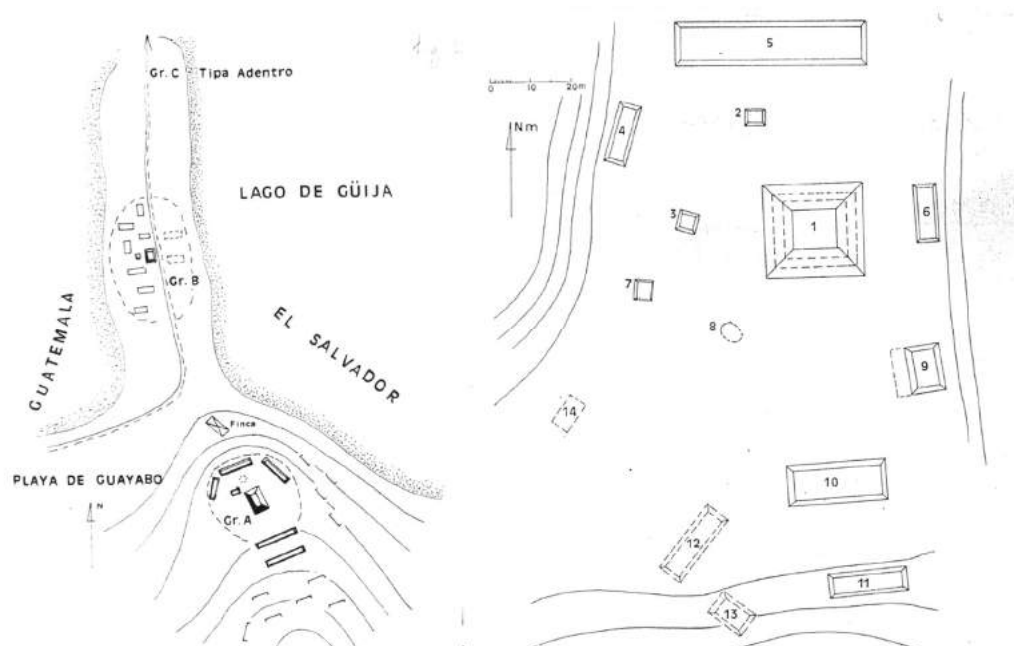 Gr. C Tipa Adentro
LAGO DE GÜIJA
Gr. B
GUATEMALA
EL SALVADOR
Finca
PLAYA DE GUAYABO
N
Gr. A
5
0 10 20m
2
4
Nm
3
1
6
7
8
9
14
10
12
11
13